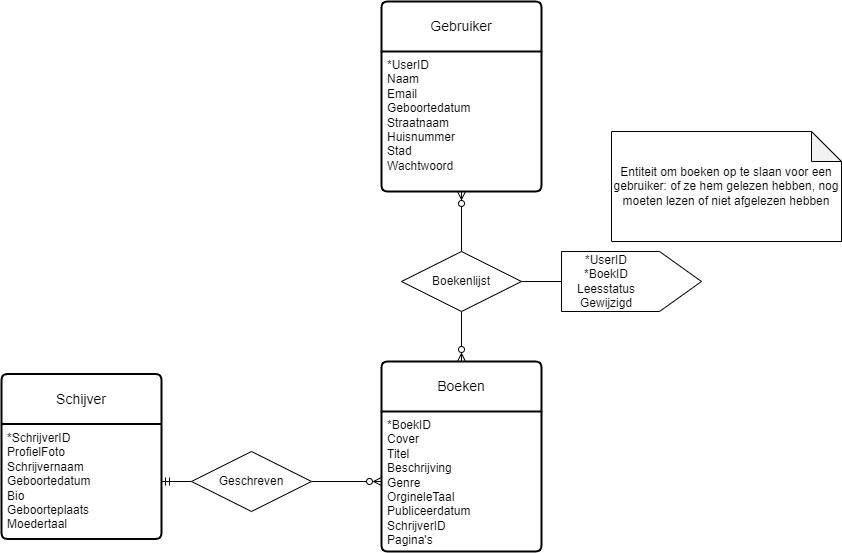 Gebruiker
*UserID
Naam
Email
Geboortedatum
Straatnaam
Huisnummer
Stad
Wachtwoord
Entiteit om boeken op te slaan voor een
gebruiker: of ze hem gelezen hebben, nog
moeten lezen of niet afgelezen hebben
Boekenlijst
*UserID
*BoekID
Leesstatus
Gewijzigd
Schijver
*SchrijverID
ProfielFoto
Schrijvernaam
Geboortedatum
Bio
Geboorteplaats
Moedertaal
Geschreven
Boeken
*BoekID
Cover
Titel
Beschrijving
Genre
OrgineleTaal
Publiceerdatum
SchrijverID
Pagina's